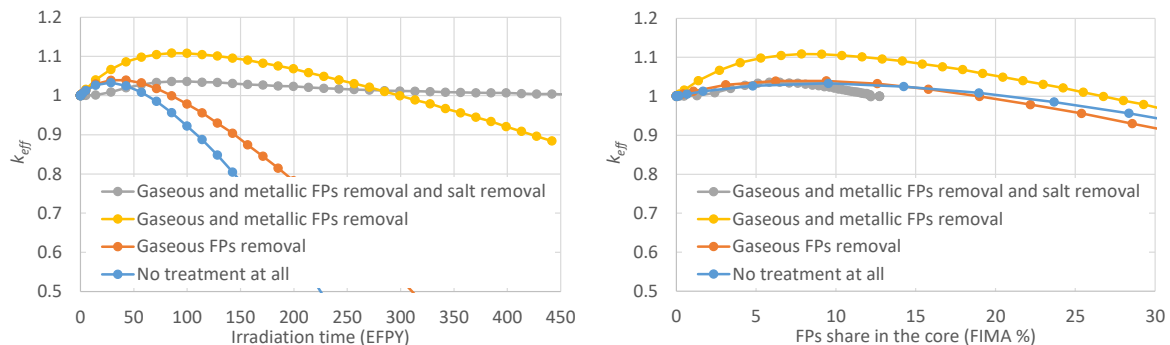 1.2
1.1
1
0.9
0.8
0.7
0.6
0.5
k_eff
Gaseous and metallic FPs removal and salt removal
Gaseous and metallic FPs removal
Gaseous FPs removal
No treatment at all
0 50 100 150 200 250 300 350 400 450
Irradiation time (EFPY)
1.2
1.1
1
0.9
0.8
0.7
0.6
0.5
k_eff
Gaseous and metallic FPs removal and salt removal
Gaseous and metallic FPs removal
Gaseous FPs removal
No treatment at all
0 5 10 15 20 25 30
FPs share in the core (FIMA %)